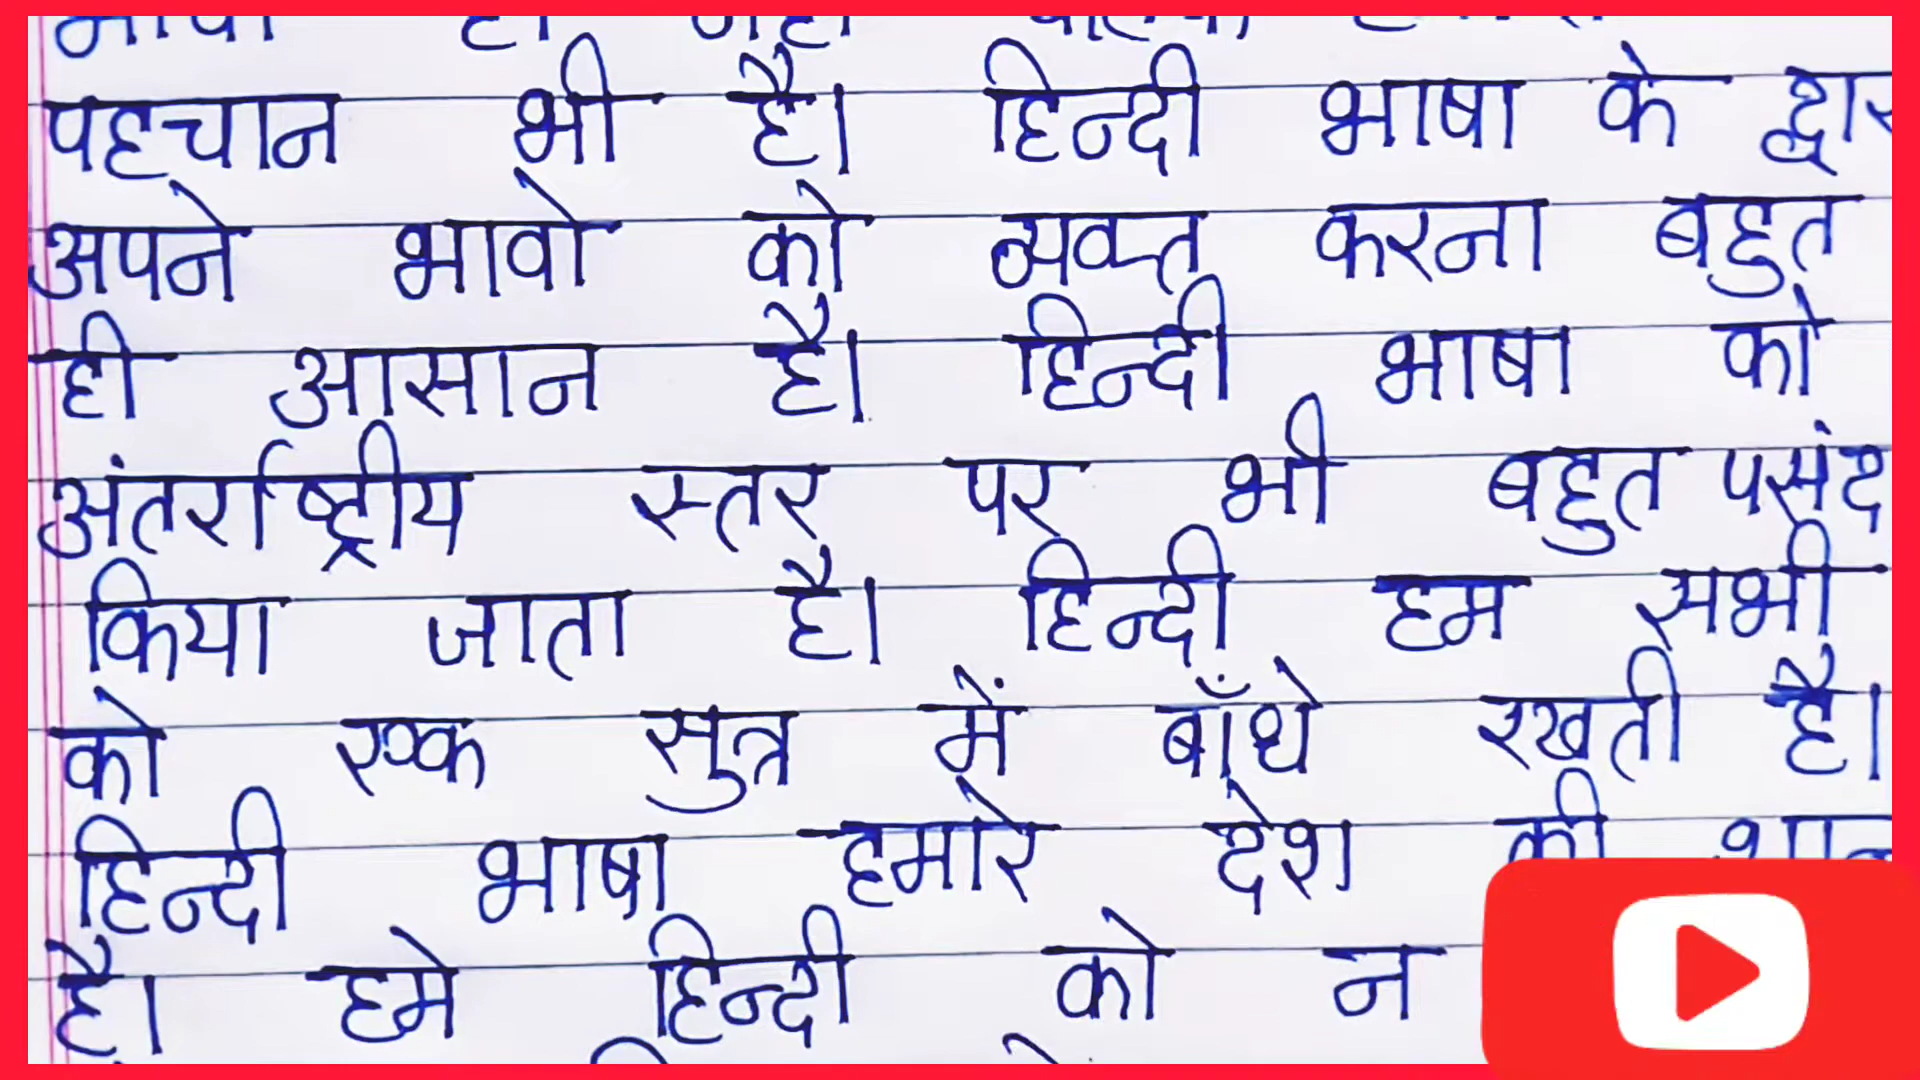 पहचान भी है। हिन्दी भाषा के
अपने भावो को व्यक्त करना बहुत
ही आसान है। हिन्दी भाषा को
अंतर्राष्ट्रीय स्तर पर भी बहुत पसंद
किया जाता है। हिन्दी हम सभी
को एक सुत्र में बाँधे रखती है।
हिन्दी भाषा हमारे देश की
है। हमे हिन्दी को न